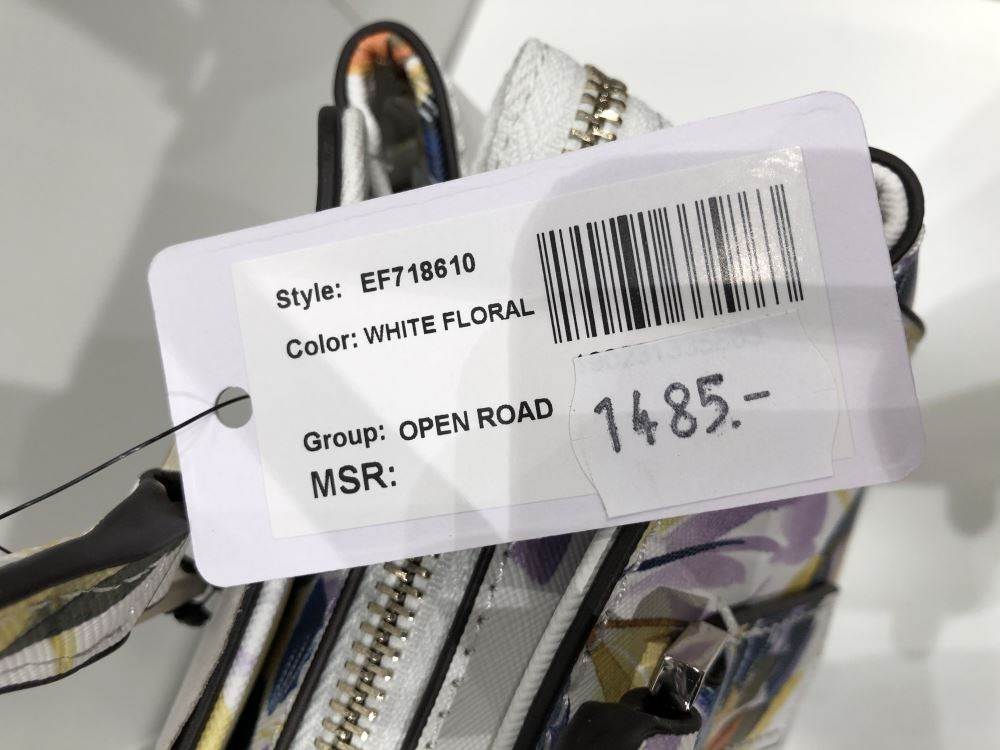 Style: EF718610
Color: WHITE FLORAL
Group: OPEN ROAD
MSR:
1485.-